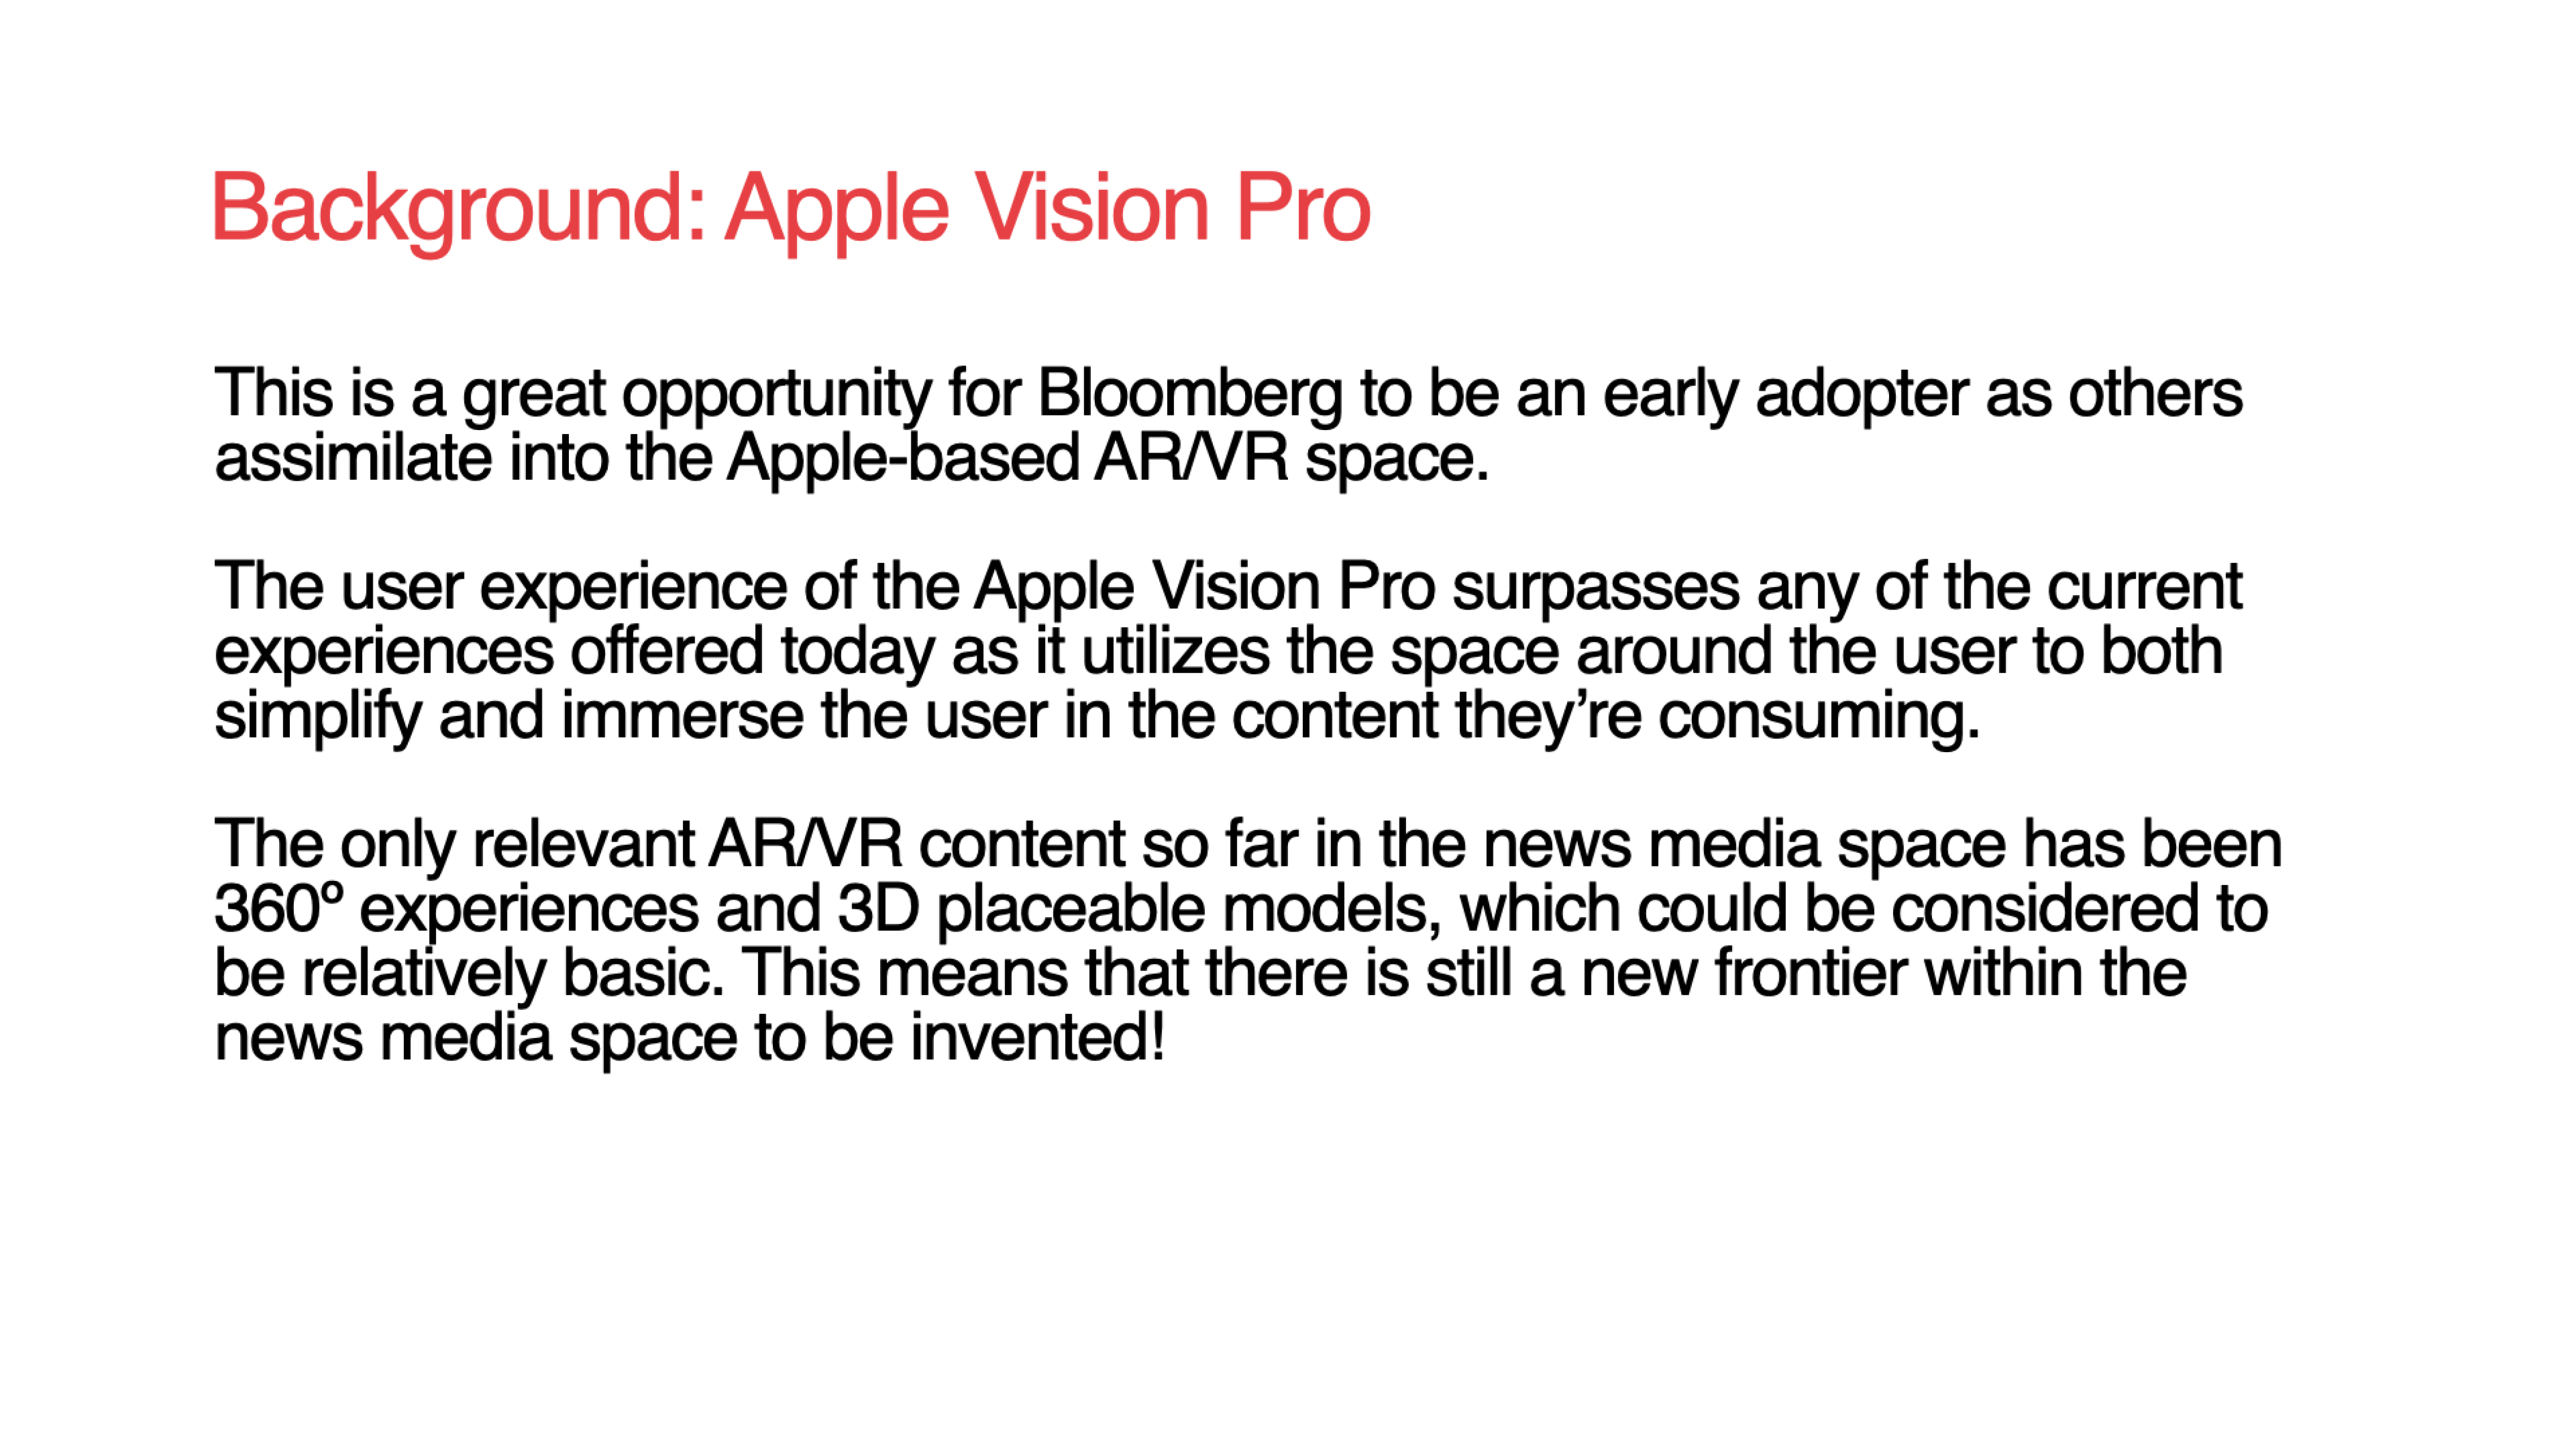 Background: Apple Vision Pro
This is a great opportunity for Bloomberg to be an early adopter as others
assimilate into the Apple-based AR/VR space.
The user experience of the Apple Vision Pro surpasses any of the current
experiences offered today as it utilizes the space around the user to both
simplify and immerse the user in the content they’re consuming.
The only relevant AR/VR content so far in the news media space has been
360º experiences and 3D placeable models, which could be considered to
be relatively basic. This means that there is still a new frontier within the
news media space to be invented!